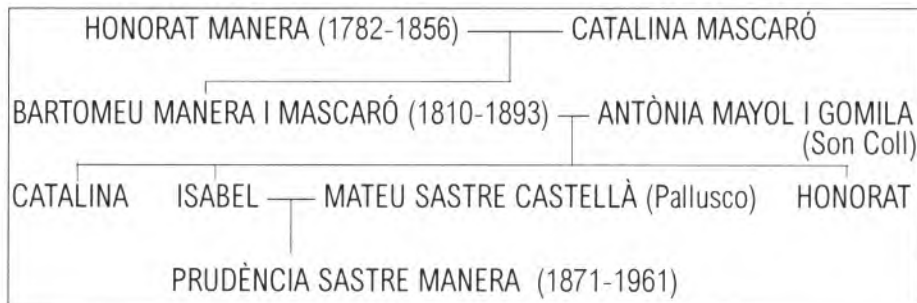 HONORAT MANERA (1782-1856) CATALINA MASCARÓ
BARTOMEU MANERA I MASCARÓ (1810-1893) ANTÒNIA MAYOL I GOMILA
(Son Coll)
CATALINA ISABEL MATEU SASTRE CASTELLÀ (Pallusco) HONORAT
PRUDÈNCIA SASTRE MANERA (1871-1961)